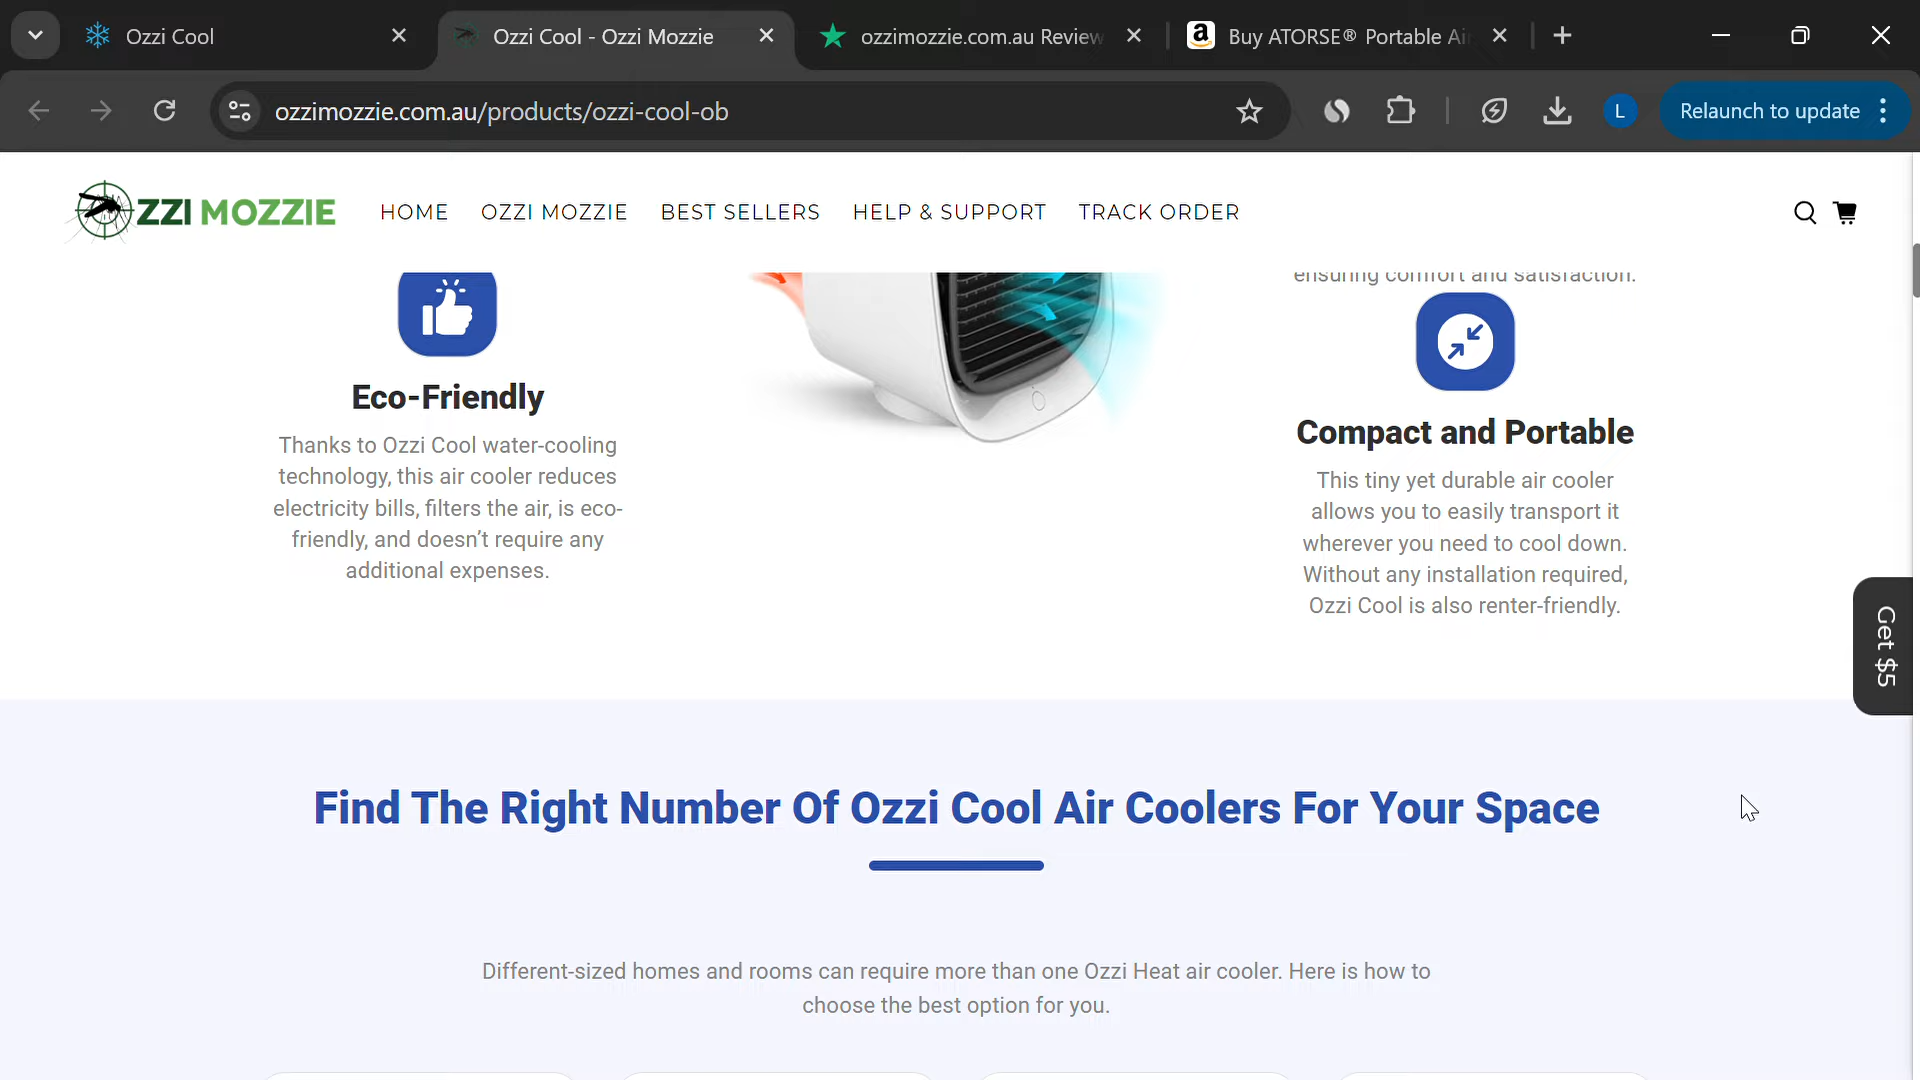 Ozzi Cool
Ozzi Cool - Ozzi Mozzie
ozzimozzie.com.au Review
Buy ATORSE® Portable Ai
ozzimozzie.com.au/products/ozzi-cool-ob
L
Relaunch to update
ZZI MOZZIE
HOME
OZZI MOZZIE
BEST SELLERS
HELP & SUPPORT
TRACK ORDER
Eco-Friendly
Thanks to Ozzi Cool water-cooling
technology, this air cooler reduces
electricity bills, filters the air, is eco-
friendly, and doesn't require any
additional expenses.
ensuring comfort and satisfaction.
Compact and Portable
This tiny yet durable air cooler
allows you to easily transport it
wherever you need to cool down.
Without any installation required,
Ozzi Cool is also renter-friendly.
Get $5
Find The Right Number Of Ozzi Cool Air Coolers For Your Space
Different-sized homes and rooms can require more than one Ozzi Heat air cooler. Here is how to
choose the best option for you.